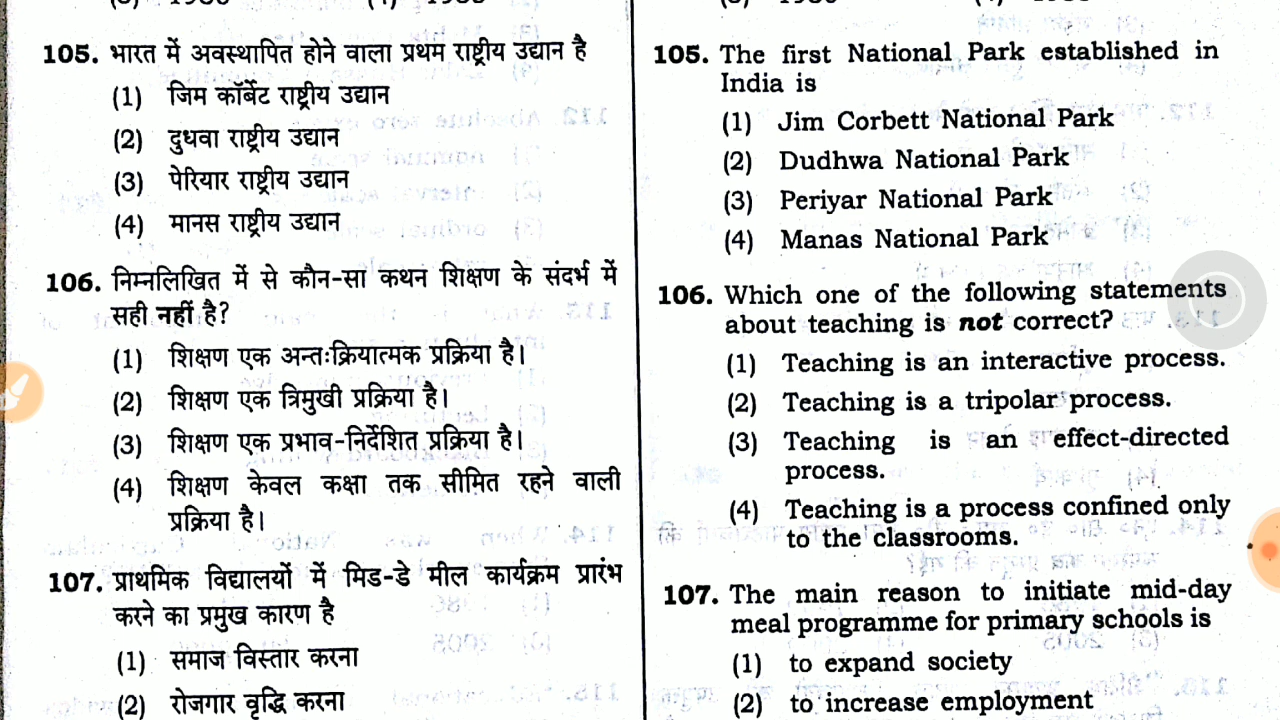 105. भारत में अवस्थापित होने वाला प्रथम राष्ट्रीय उद्यान है
(1) जिम कॉर्बेट राष्ट्रीय उद्यान
(2) दुधवा राष्ट्रीय उद्यान
(3) पेरियार राष्ट्रीय उद्यान
(4) मानस राष्ट्रीय उद्यान
106. निम्नलिखित में से कौन-सा कथन शिक्षण के संदर्भ में
सही नहीं है?
(1) शिक्षण एक अन्तःक्रियात्मक प्रक्रिया है।
(2) शिक्षण एक त्रिमुखी प्रक्रिया है।
(3) शिक्षण एक प्रभाव-निर्देशित प्रक्रिया है।
(4) शिक्षण केवल कक्षा तक सीमित रहने वाली
प्रक्रिया है।
107. प्राथमिक विद्यालयों में मिड-डे मील कार्यक्रम प्रारंभ
करने का प्रमुख कारण है
(1) समाज विस्तार करना
(2) रोजगार वृद्धि करना
105. The first National Park established in
India is
(1) Jim Corbett National Park
(2) Dudhwa National Park
(3) Periyar National Park
(4) Manas National Park
106. Which one of the following statements
about teaching is not correct?
(1) Teaching is an interactive process.
(2) Teaching is a tripolar process.
(3) Teaching is an effect-directed
process.
(4) Teaching is a process confined only
to the classrooms.
107. The main reason to initiate mid-day
meal programme for primary schools is
(1) to expand society
(2) to increase employment